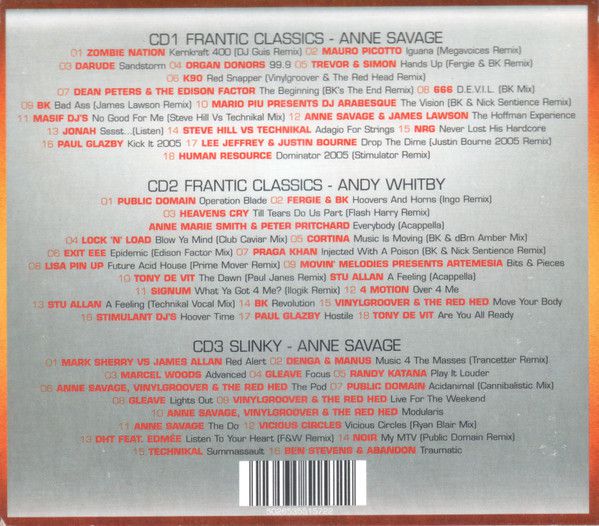 CD1 FRANTIC CLASSICS - ANNE SAVAGE
01 ZOMBIE NATION Kernkraft 400 (DJ Guis Remix) 02 MAURO PICOTTO Iguana (Megavoices Remix)
03 DARUDE Sandstorm 04 ORGAN DONORS 99.9 05 TREVOR & SIMON Hands Up (Fergie & BK Remix)
06 K90 Red Snapper (Vinylgroover & The Red Head Remix)
07 DEAN PETERS & THE EDISON FACTOR The Beginning (BK's The End Remix) 08 666 D.E.V.I.L. (BK Mix)
09 BK Bad Ass (James Lawson Remix) 10 MARIO PIU PRESENTS DJ ARABESQUE The Vision (BK & Nick Sentience Remix)
11 MASIF DJ'S No Good For Me (Steve Hill Vs Technikal Mix) 12 ANNE SAVAGE & JAMES LAWSON The Hoffman Experience
13 JONAH Sssst...(Listen) 14 STEVE HILL VS TECHNIKAL Adagio For Strings 15 NRG Never Lost His Hardcore
16 PAUL GLAZBY Kick It 2005 17 LEE JEFFREY & JUSTIN BOURNE Drop The Dime (Justin Bourne 2005 Remix)
18 HUMAN RESOURCE Dominator 2005 (Stimulator Remix)
CD2 FRANTIC CLASSICS - ANDY WHITBY
01 PUBLIC DOMAIN Operation Blade 02 FERGIE & BK Hoovers And Horns (Ingo Remix)
03 HEAVENS CRY Till Tears Do Us Part (Flash Harry Remix)
ANNE MARIE SMITH & PETER PRITCHARD Everybody (Acappella)
04 LOCK 'N' LOAD Blow Ya Mind (Club Caviar Mix) 05 CORTINA Music Is Moving (BK & dBm Amber Mix)
06 EXIT EEE Epidemic (Edison Factor Mix) 07 PRAGA KHAN Injected With A Poison (BK & Nick Sentience Remix)
08 LISA PIN UP Future Acid House (Prime Mover Remix) 09 MOVIN' MELODIES PRESENTS ARTEMESIA Bits & Pieces
10 TONY DE VIT The Dawn (Paul Janes Remix) STU ALLAN A Feeling (Acappella)
11 SIGNUM What Ya Got 4 Me? (Ilogik Remix) 12 4 MOTION Over 4 Me
13 STU ALLAN A Feeling (Technikal Vocal Mix) 14 BK Revolution 15 VINYLGROOVER & THE RED HED Move Your Body
16 STIMULANT DJ'S Hoover Time 17 PAUL GLAZBY Hostile 18 TONY DE VIT Are You All Ready
CD3 SLINKY - ANNE SAVAGE
01 MARK SHERRY VS JAMES ALLAN Red Alert 02 DENGA & MANUS Music 4 The Masses (Trancetter Remix)
03 MARCEL WOODS Advanced 04 GLEAVE Focus 05 RANDY KATANA Play It Louder
06 ANNE SAVAGE, VINYLGROOVER & THE RED HED The Pod 07 PUBLIC DOMAIN Acidanimal (Cannibalistic Mix)
08 GLEAVE Lights Out 09 VINYLGROOVER & THE RED HED Live For The Weekend
10 ANNE SAVAGE, VINYLGROOVER & THE RED HED Modularis
11 ANNE SAVAGE The Do 12 VICIOUS CIRCLES Vicious Circles (Ryan Blair Mix)
13 DHT FEAT. EDMÉE Listen To Your Heart (F&W Remix) 14 NOIR My MTV (Public Domain Remix)
15 TECHNIKAL Summassault 16 BEN STEVENS & ABANDON Traumatic